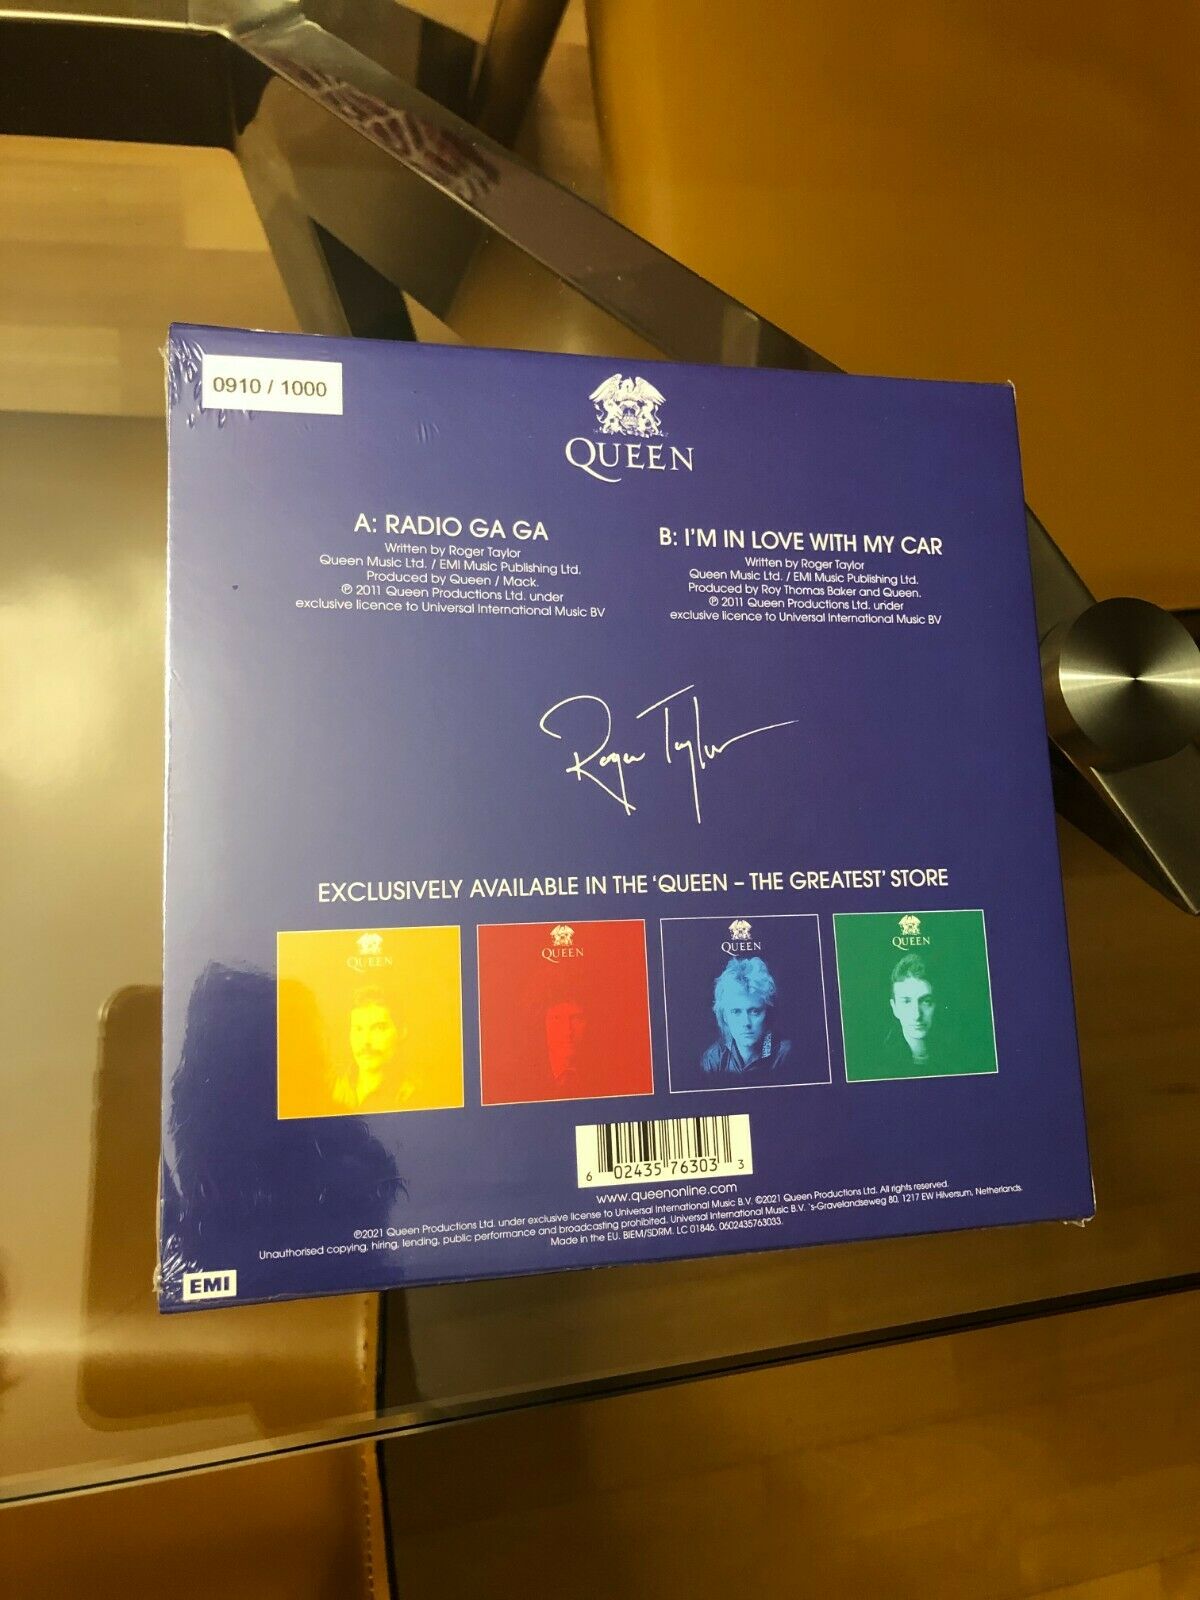 0910 / 1000
QUEEN
A: RADIO GA GA
Written by Roger Taylor
Queen Music Ltd. / EMI Music Publishing Ltd.
Produced by Queen / Mack.
℗ 2011 Queen Productions Ltd. under
exclusive licence to Universal International Music BV
B: I'M IN LOVE WITH MY CAR
Written by Roger Taylor
Queen Music Ltd. / EMI Music Publishing Ltd.
Produced by Roy Thomas Baker and Queen.
℗ 2011 Queen Productions Ltd. under
exclusive licence to Universal International Music BV
Roger Taylor
EXCLUSIVELY AVAILABLE IN THE 'QUEEN – THE GREATEST' STORE
QUEEN
QUEEN
QUEEN
QUEEN
6 02435 76303 3
www.queenonline.com
℗2021 Queen Productions Ltd. under exclusive license to Universal International Music B.V. ©2021 Queen Productions Ltd. All rights reserved.
Unauthorised copying, hiring, lending, public performance and broadcasting prohibited. Universal International Music B.V. 's-Gravelandseweg 80, 1217 EW Hilversum, Netherlands.
Made in the EU. BIEM/SDRM. LC 01846. 0602435763033.
EMI